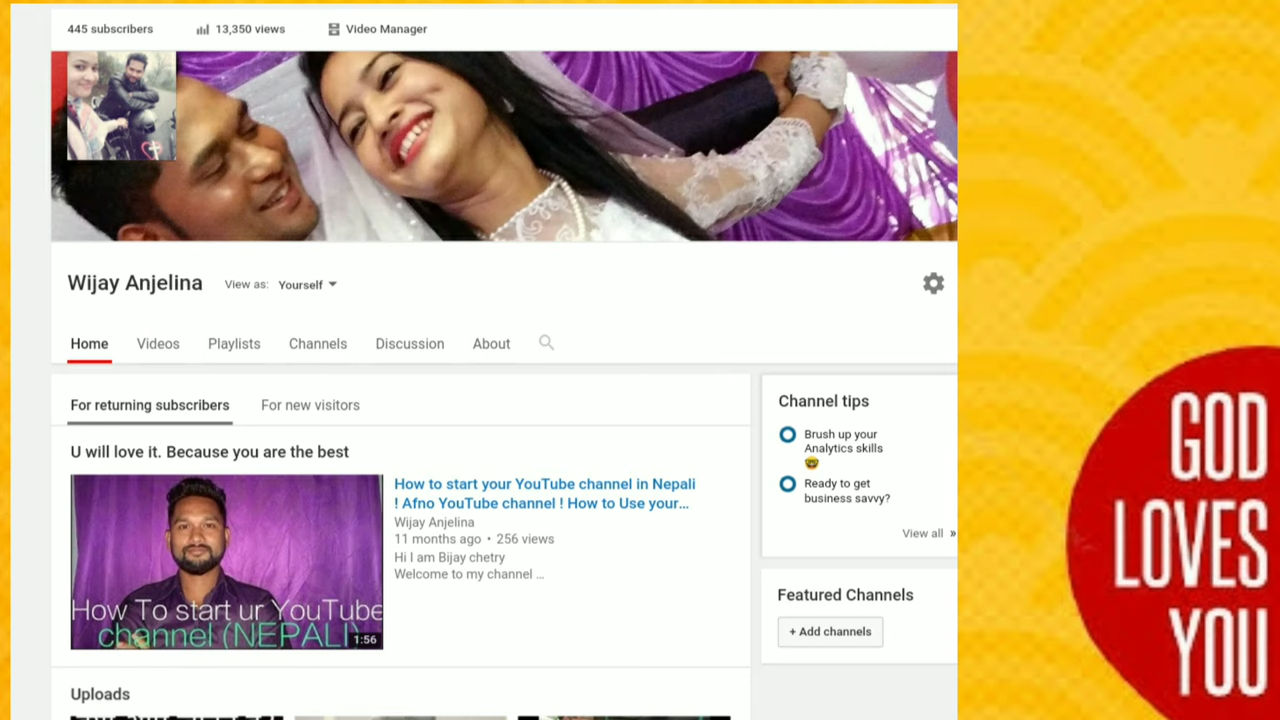 445 subscribers
13,350 views
Video Manager
Wijay Anjelina
View as: Yourself
Home
Videos
Playlists
Channels
Discussion
About
For returning subscribers
For new visitors
U will love it. Because you are the best
How to start your YouTube channel in Nepali
! Afno YouTube channel ! How to Use your...
Wijay Anjelina
11 months ago • 256 views
Hi I am Bijay chetry
Welcome to my channel ...
How To start ur YouTube
channel (NEPALI)
1:56
Uploads
Channel tips
Brush up your
Analytics skills
🤓
Ready to get
business savvy?
View all »
Featured Channels
+ Add channels
GOD
LOVES
YOU